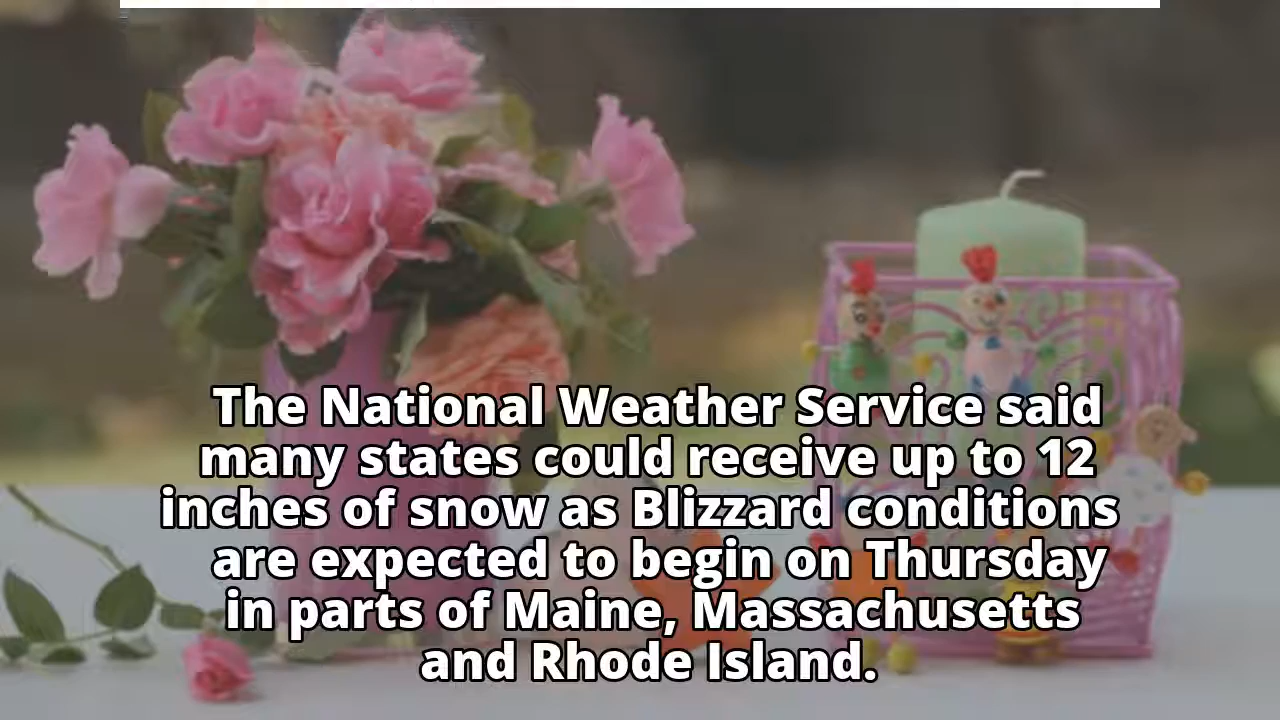 The National Weather Service said
many states could receive up to 12
inches of snow as Blizzard conditions
are expected to begin on Thursday
in parts of Maine, Massachusetts
and Rhode Island.